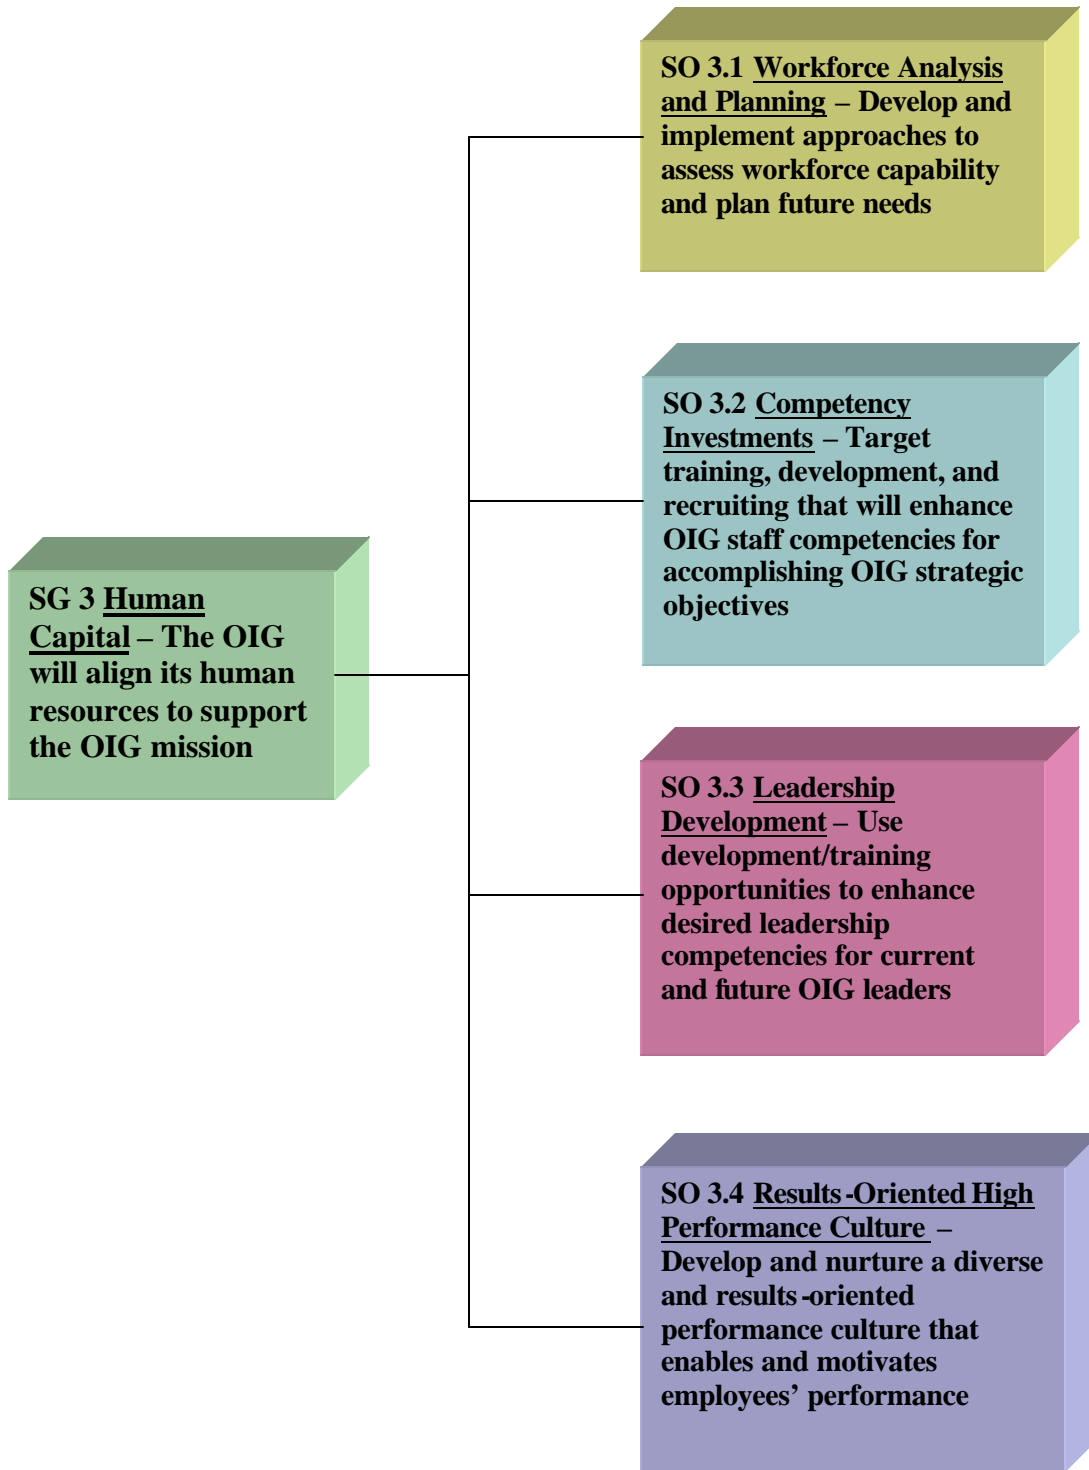 SO 3.1 Workforce Analysis
and Planning – Develop and
implement approaches to
assess workforce capability
and plan future needs
SO 3.2 Competency
Investments – Target
training, development, and
recruiting that will enhance
OIG staff competencies for
accomplishing OIG strategic
objectives
SG 3 Human
Capital – The OIG
will align its human
resources to support
the OIG mission
SO 3.3 Leadership
Development – Use
development/training
opportunities to enhance
desired leadership
competencies for current
and future OIG leaders
SO 3.4 Results-Oriented High
Performance Culture –
Develop and nurture a diverse
and results-oriented
performance culture that
enables and motivates
employees’ performance